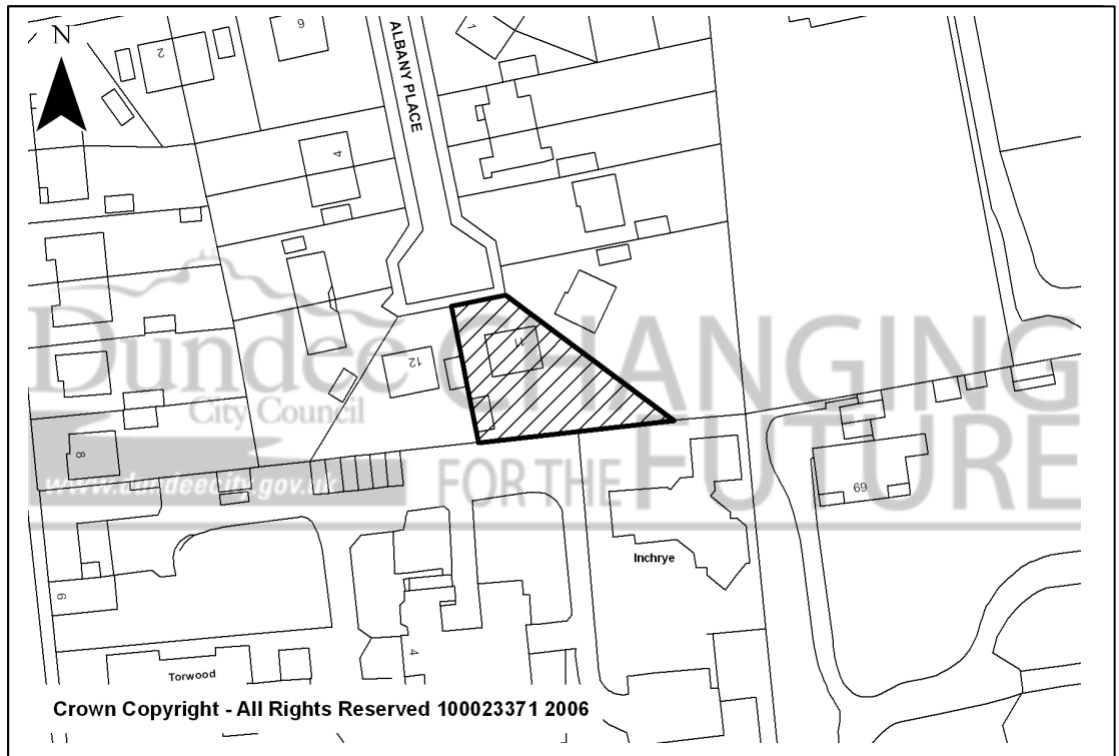 N
2
6
1
ALBANY PLACE
4
11
12
Dundee
City Council
CHANGING
FOR THE FUTURE
www.dundeecity.gov.uk
8
69
Inchrye
6
4
Torwood
Crown Copyright - All Rights Reserved 100023371 2006